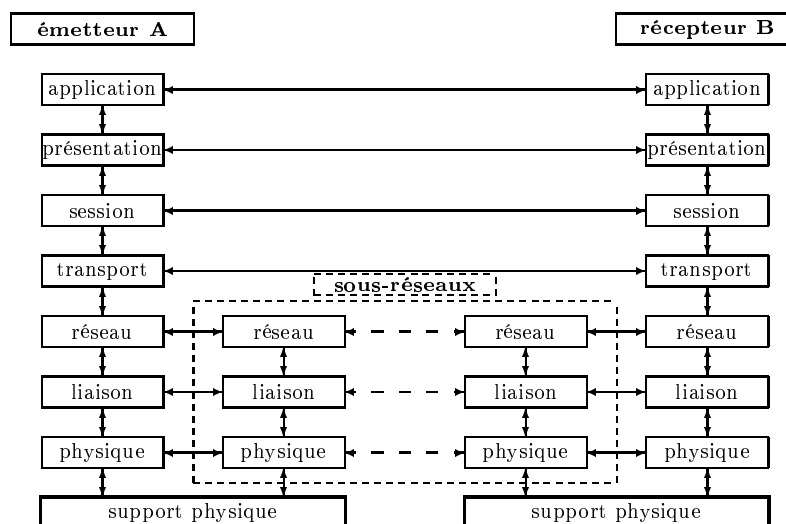 émetteur A récepteur B
application application
présentation présentation
session session
transport transport
sous-réseaux
réseau réseau réseau réseau
liaison liaison liaison liaison
physique physique physique physique
support physique support physique